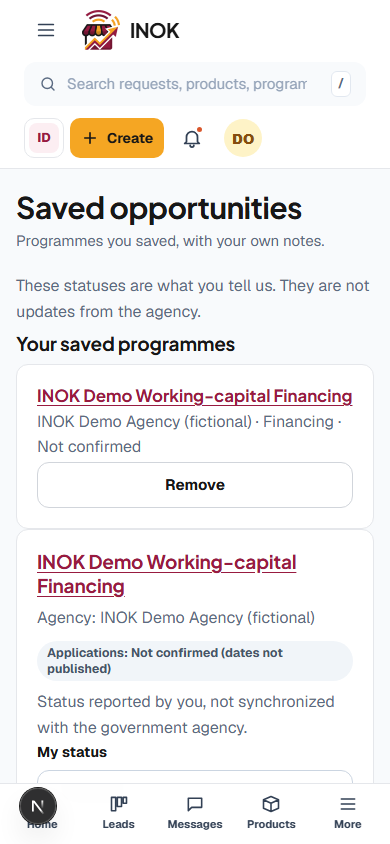 INOK
Search requests, products, program
/
ID
+ Create
DO
Saved opportunities
Programmes you saved, with your own notes.
These statuses are what you tell us. They are not
updates from the agency.
Your saved programmes
INOK Demo Working-capital Financing
INOK Demo Agency (fictional) · Financing ·
Not confirmed
Remove
INOK Demo Working-capital
Financing
Agency: INOK Demo Agency (fictional)
Applications: Not confirmed (dates not
published)
Status reported by you, not synchronized
with the government agency.
My status
N
Home
Leads
Messages
Products
More